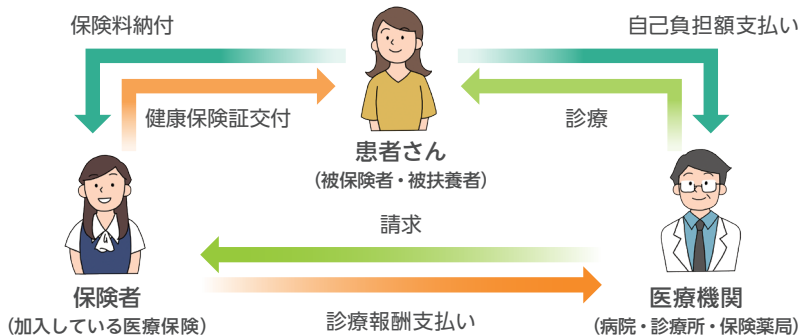 保険料納付
自己負担額支払い
健康保険証交付
診療
患者さん
(被保険者・被扶養者)
請求
保険者
(加入している医療保険)
医療機関
(病院・診療所・保険薬局)
診療報酬支払い